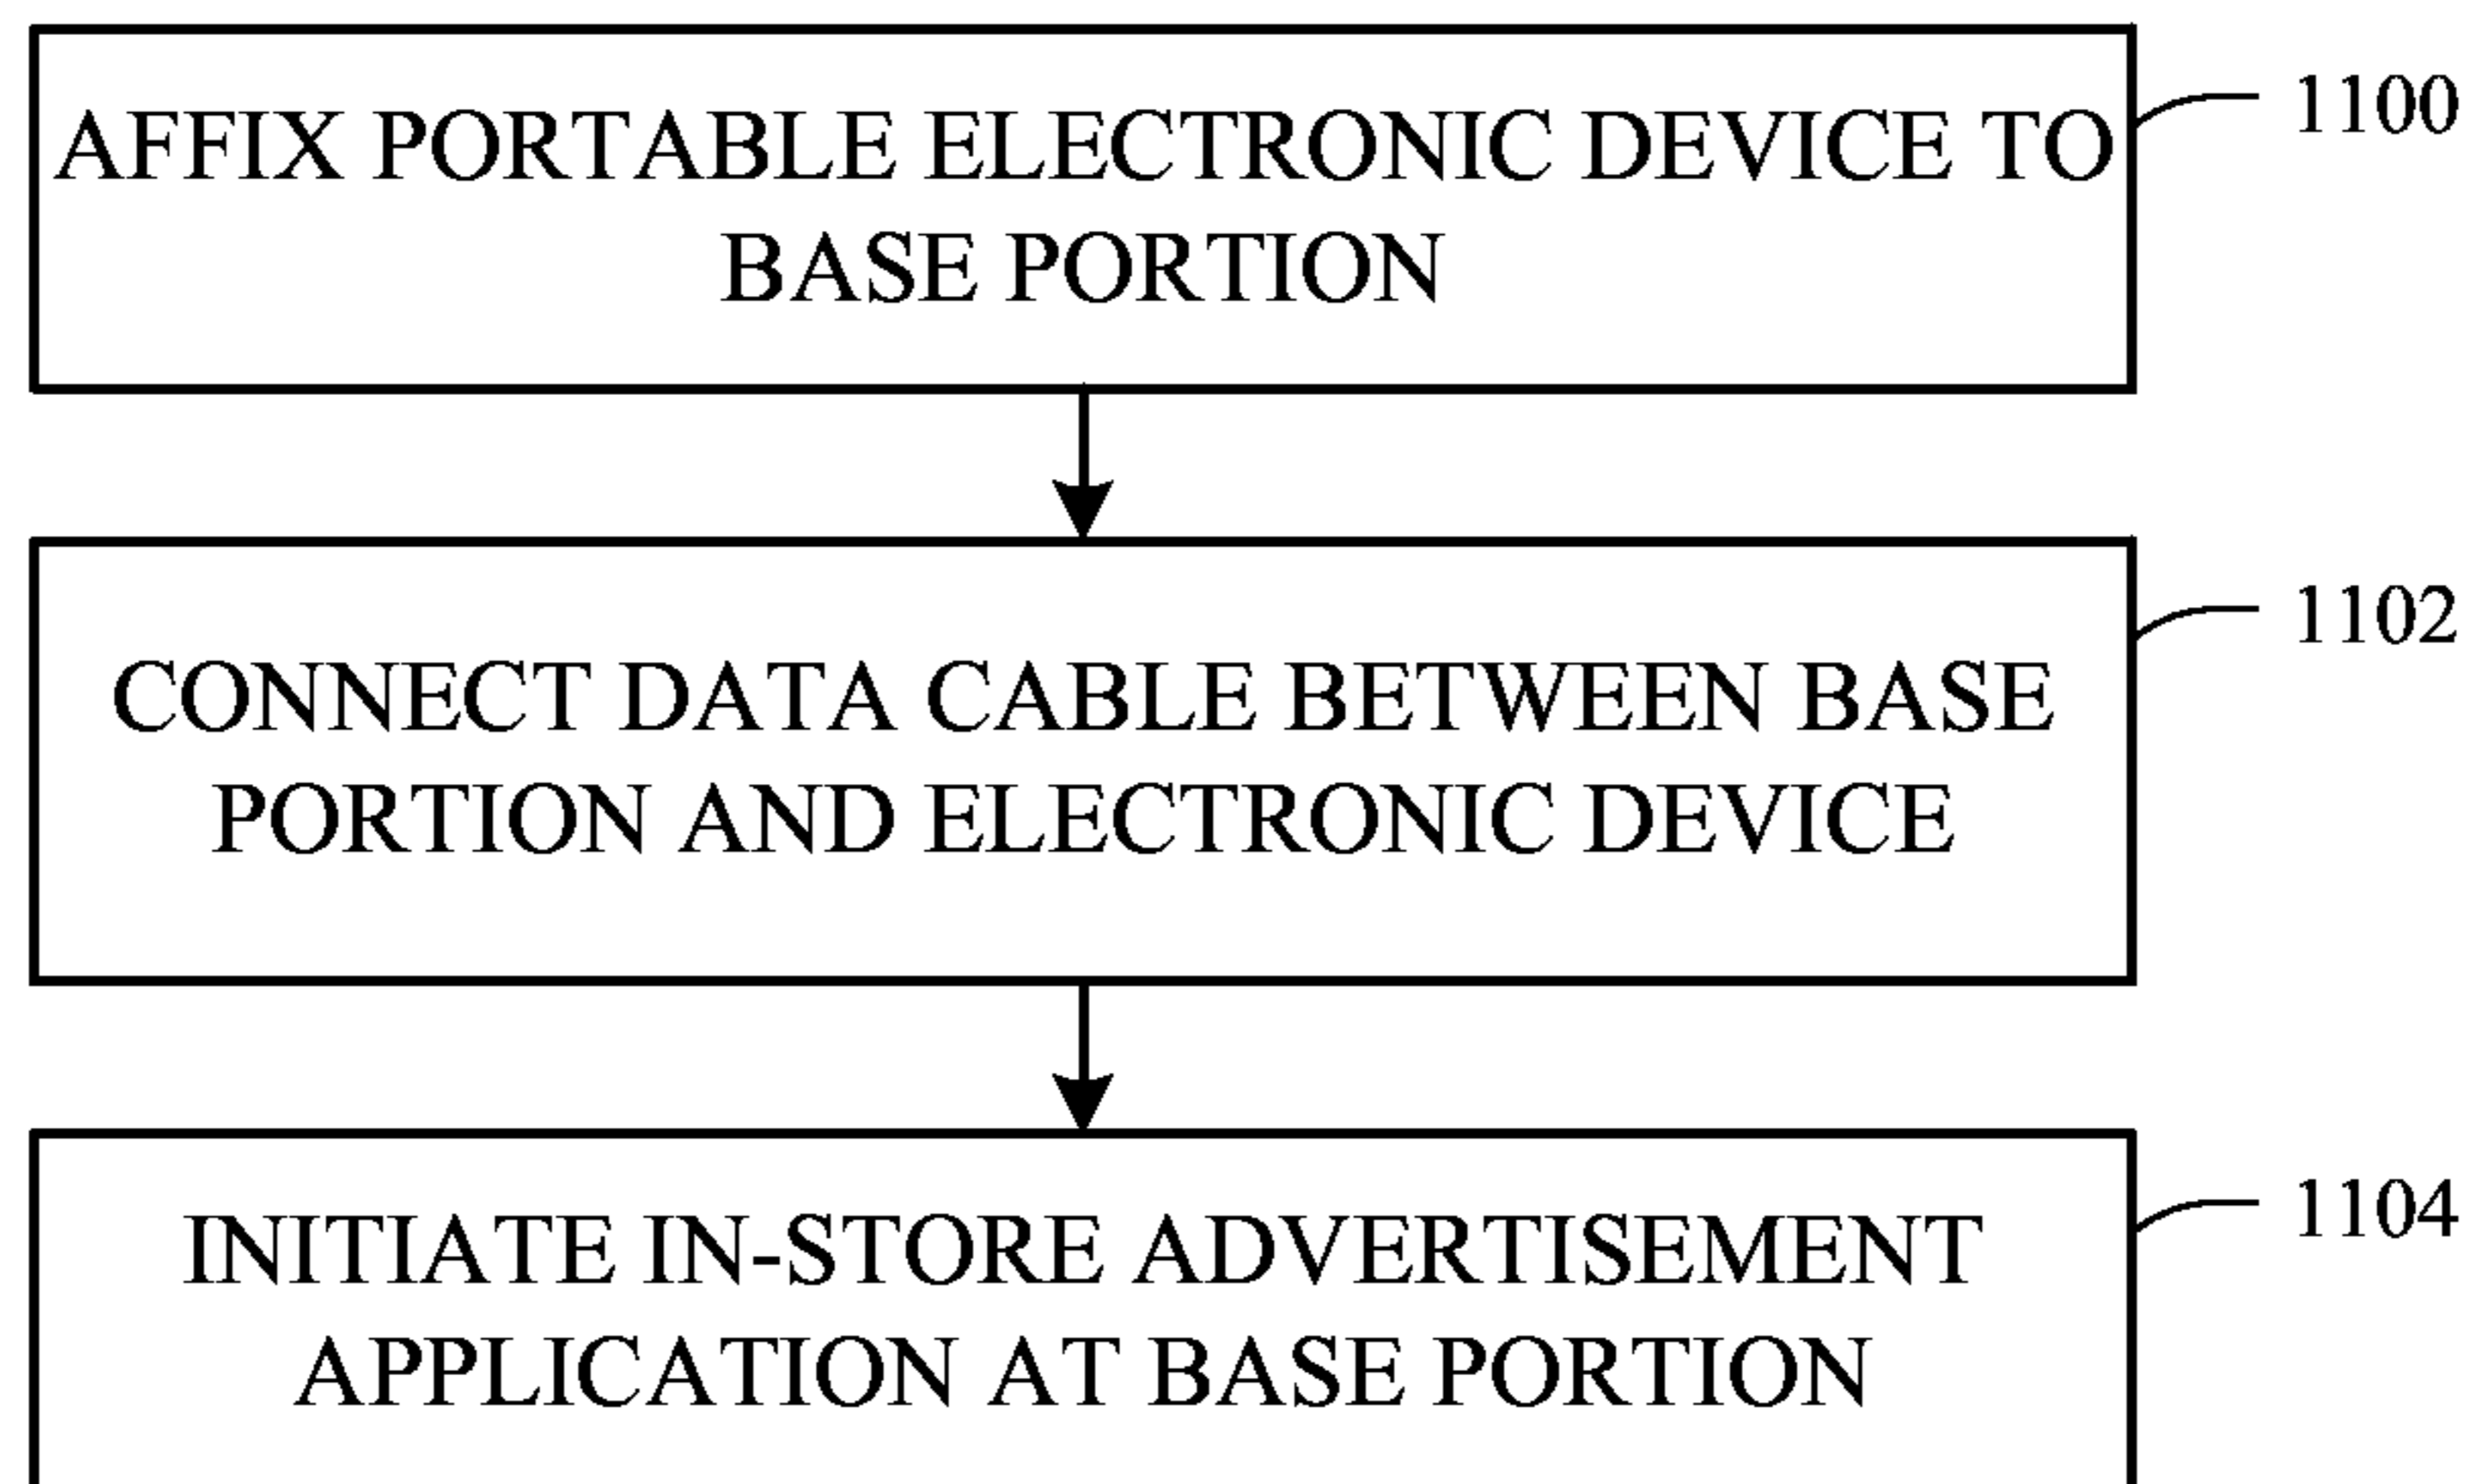 AFFIX PORTABLE ELECTRONIC DEVICE TO
BASE PORTION
1100
CONNECT DATA CABLE BETWEEN BASE
PORTION AND ELECTRONIC DEVICE
1102
INITIATE IN-STORE ADVERTISEMENT
APPLICATION AT BASE PORTION
1104